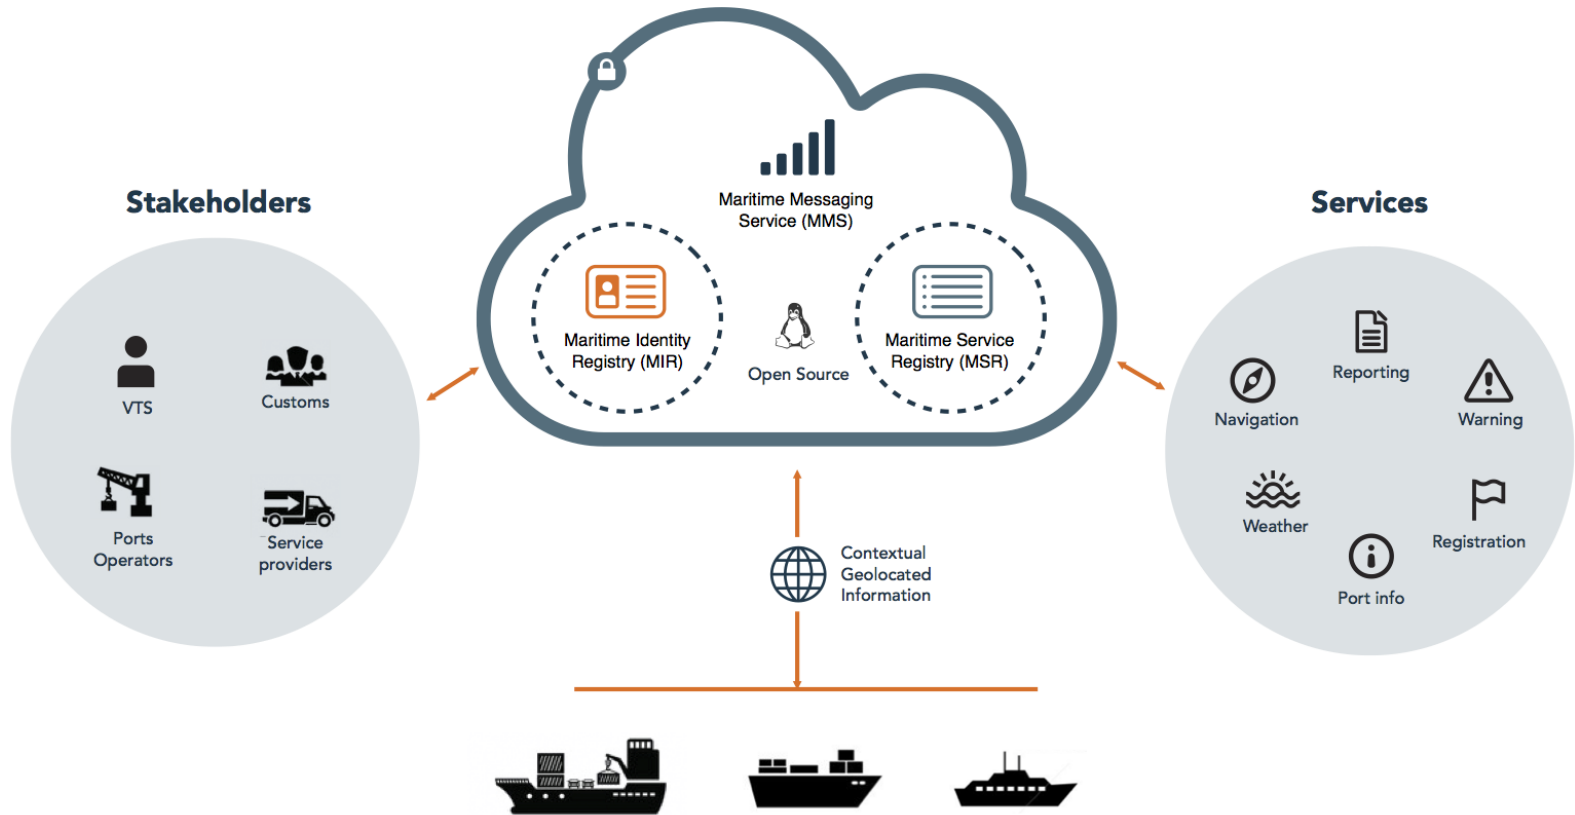 Stakeholders
VTS
Customs
Ports
Operators
Service
providers
Maritime Messaging
Service (MMS)
Maritime Identity
Registry (MIR)
Open Source
Maritime Service
Registry (MSR)
Contextual
Geolocated
Information
Services
Reporting
Navigation
Warning
Weather
Registration
Port info